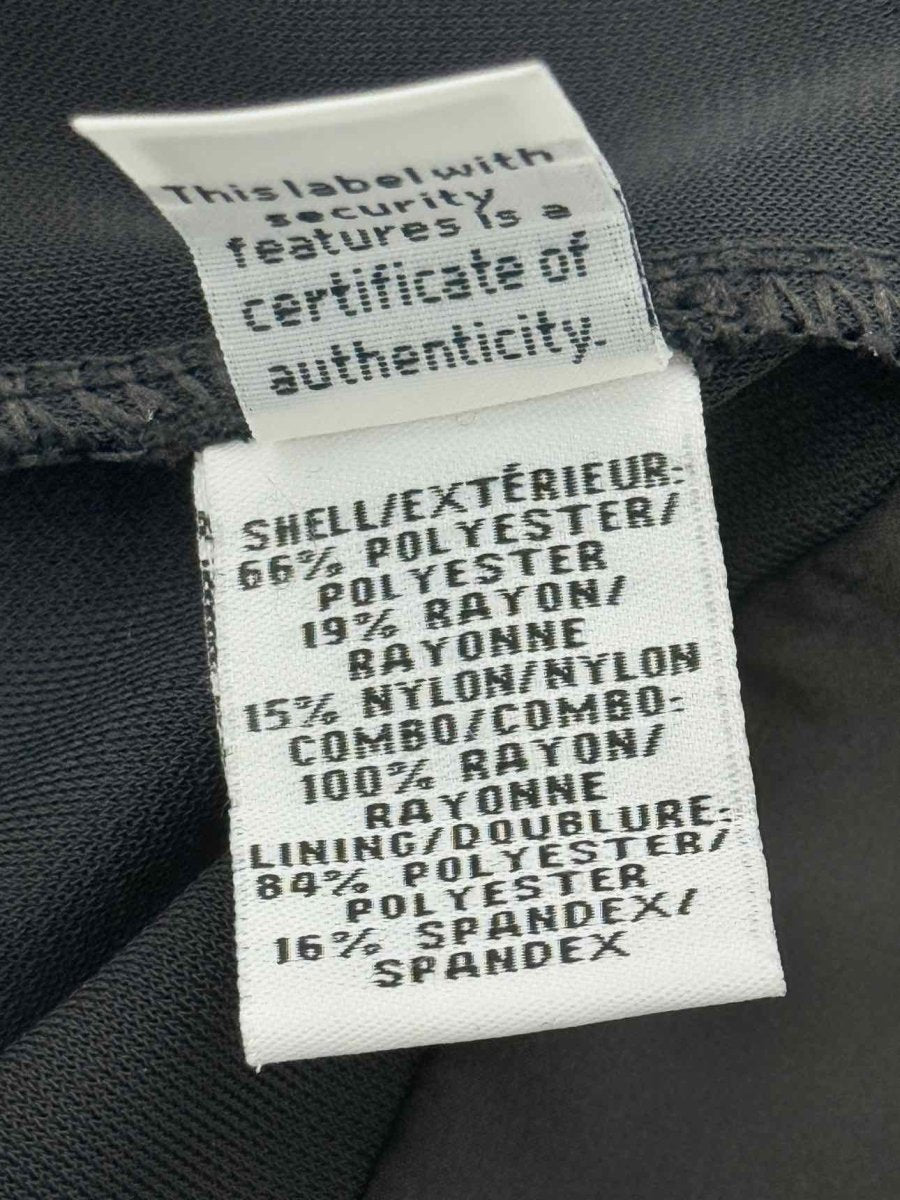 This label with
security
features is a
certificate of
authenticity.
SHELL/EXTÉRIEUR:
66% POLYESTER/
POLYESTER
19% RAYON/
RAYONNE
15% NYLON/NYLON
COMBO/COMBO:
100% RAYON/
RAYONNE
LINING/DOUBLURE:
84% POLYESTER/
POLYESTER
16% SPANDEX/
SPANDEX